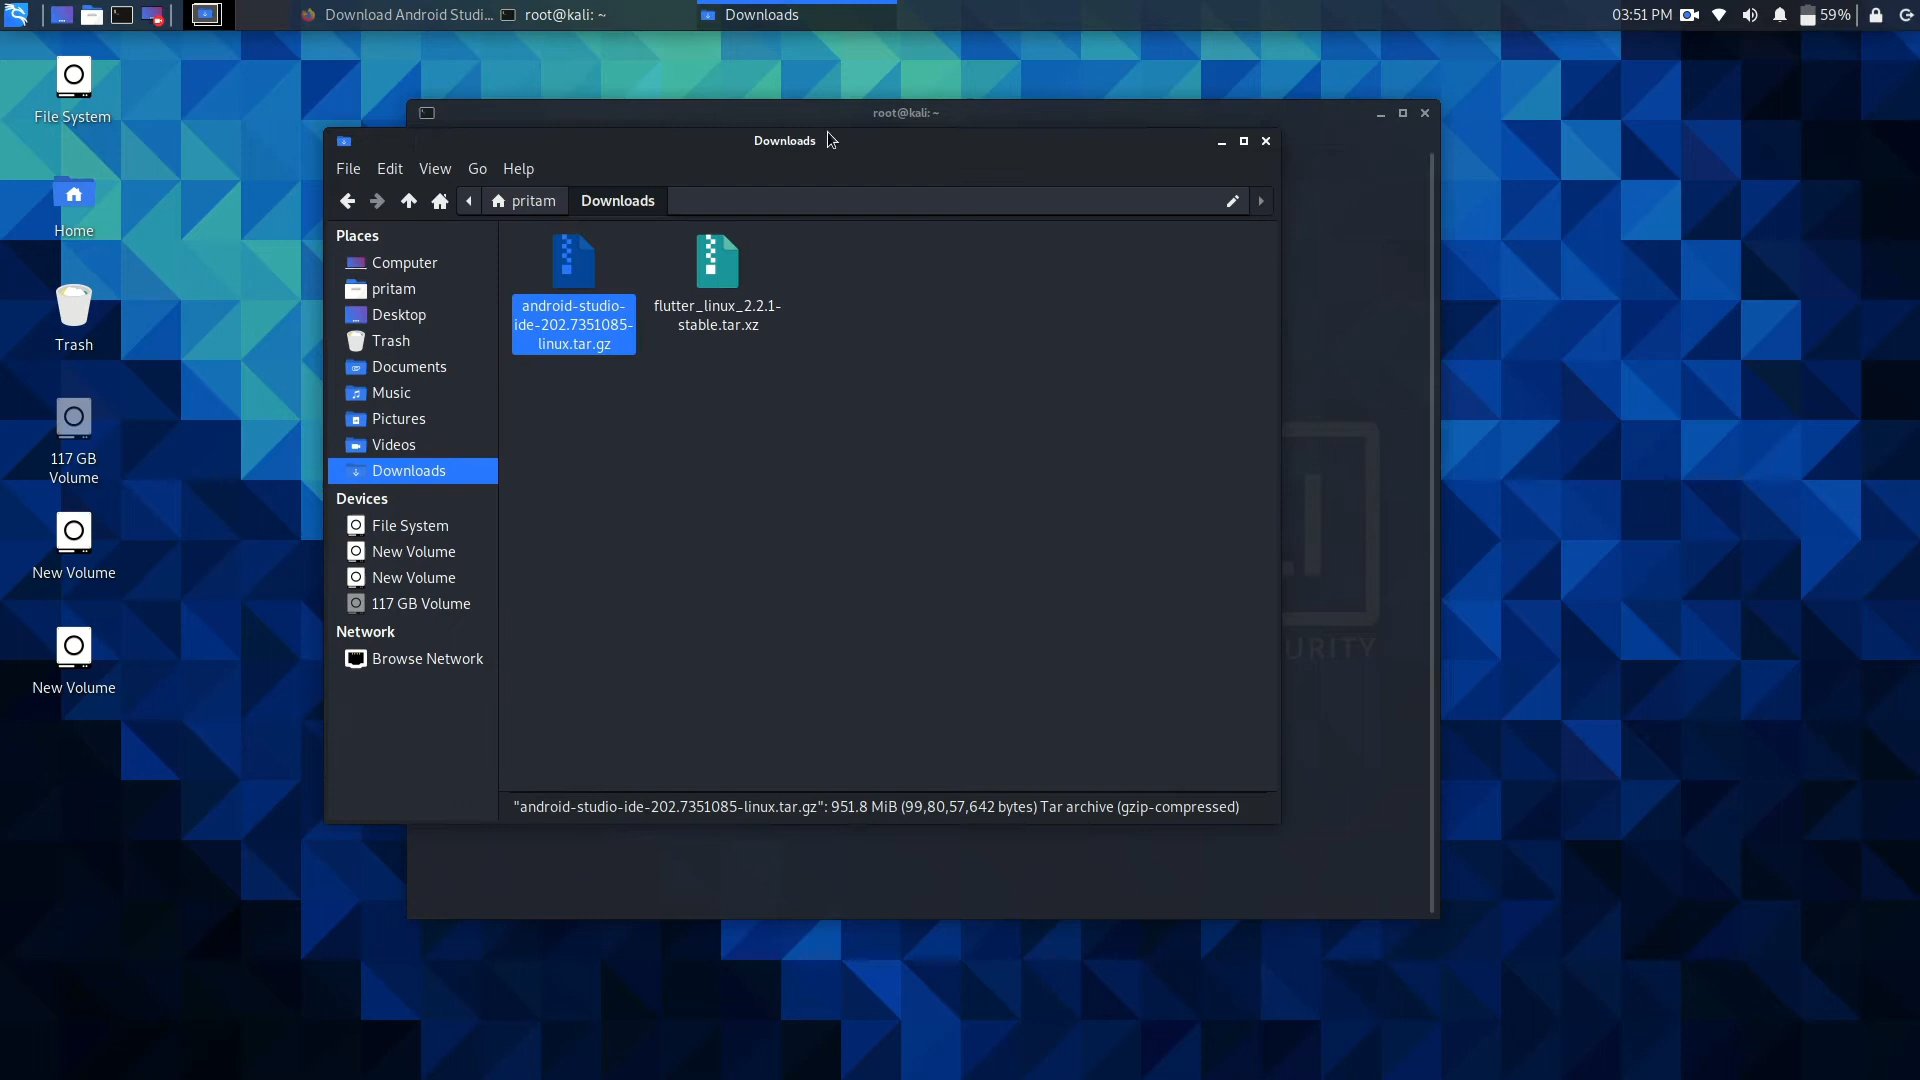 Download Android Studi...
root@kali: ~
Downloads
03:51 PM
59%
File System
Home
Trash
117 GB
Volume
New Volume
New Volume
root@kali: ~
Downloads
File Edit View Go Help
pritam Downloads
Places
Computer
pritam
Desktop
Trash
Documents
Music
Pictures
Videos
Downloads
Devices
File System
New Volume
New Volume
117 GB Volume
Network
Browse Network
android-studio-
ide-202.7351085-
linux.tar.gz
flutter_linux_2.2.1-
stable.tar.xz
"android-studio-ide-202.7351085-linux.tar.gz": 951.8 MiB (99,80,57,642 bytes) Tar archive (gzip-compressed)